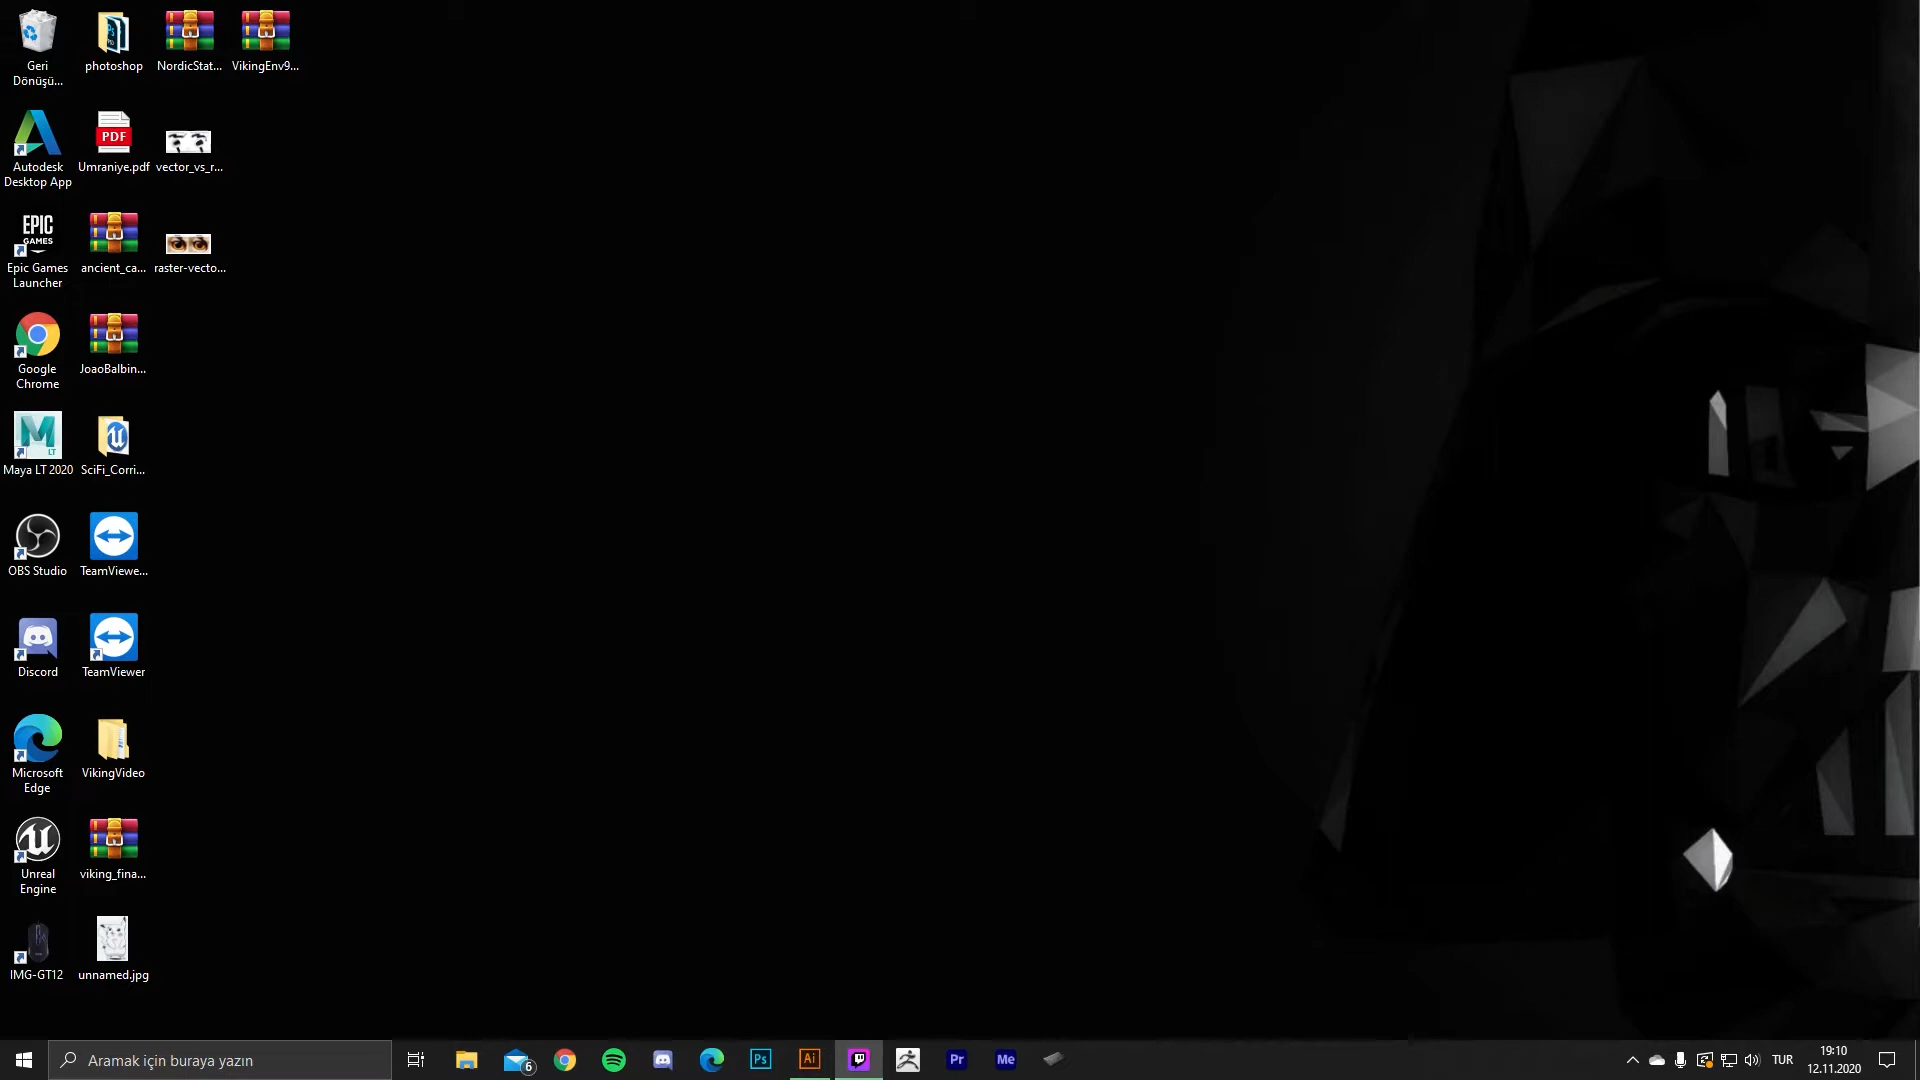 Geri
Dönüşü...
photoshop
NordicStat...
VikingEnv9...
Autodesk
Desktop App
PDF
Umraniye.pdf
vector_vs_r...
EPIC
GAMES
Epic Games
Launcher
ancient_ca...
raster-vecto...
Google
Chrome
JoaoBalbin...
M
LT
Maya LT 2020
SciFi_Corri...
OBS Studio
TeamViewe...
Discord
TeamViewer
Microsoft
Edge
VikingVideo
Unreal
Engine
viking_fina...
IMG-GT12
unnamed.jpg
Aramak için buraya yazın
6
Ps
Ai
Pr
Me
TUR
19:10
12.11.2020